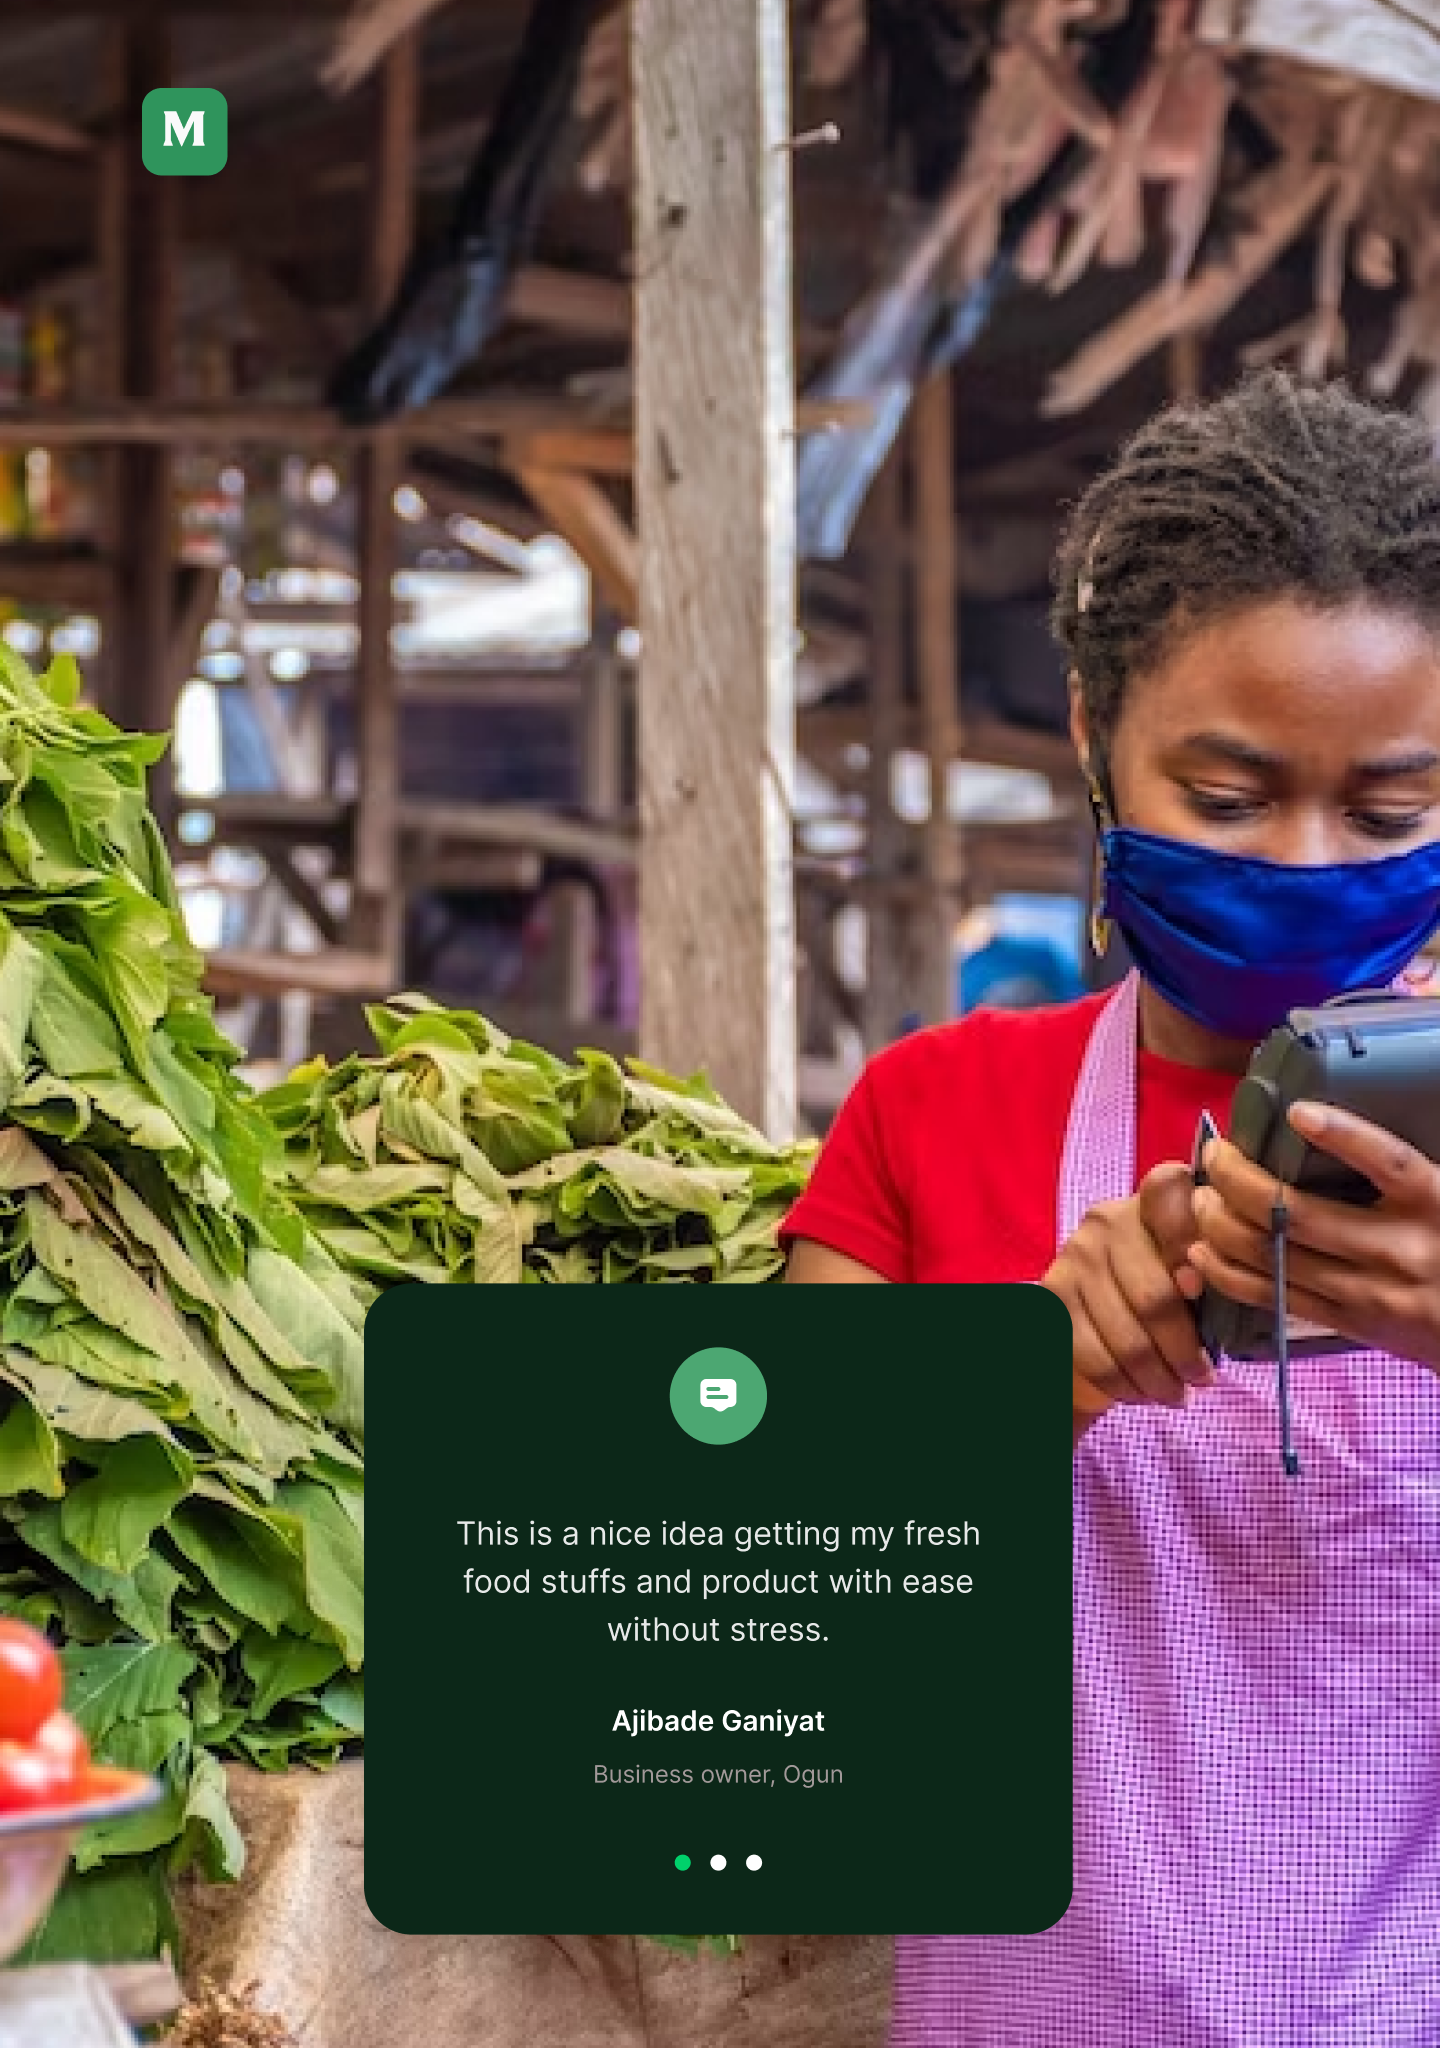 M
This is a nice idea getting my fresh
food stuffs and product with ease
without stress.
Ajibade Ganiyat
Business owner, Ogun